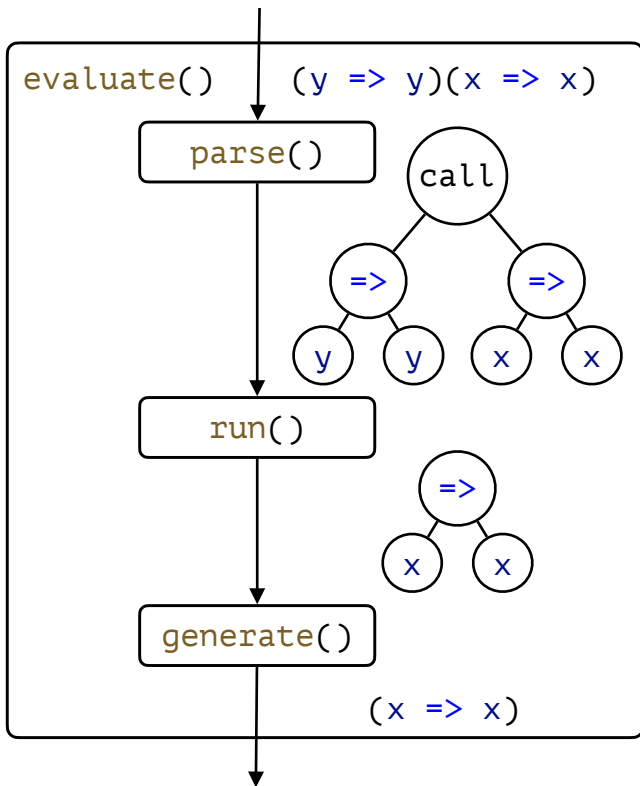 evaluate() (y => y)(x => x)
parse()
call
=> =>
y y x x
run()
=>
x x
generate()
(x => x)